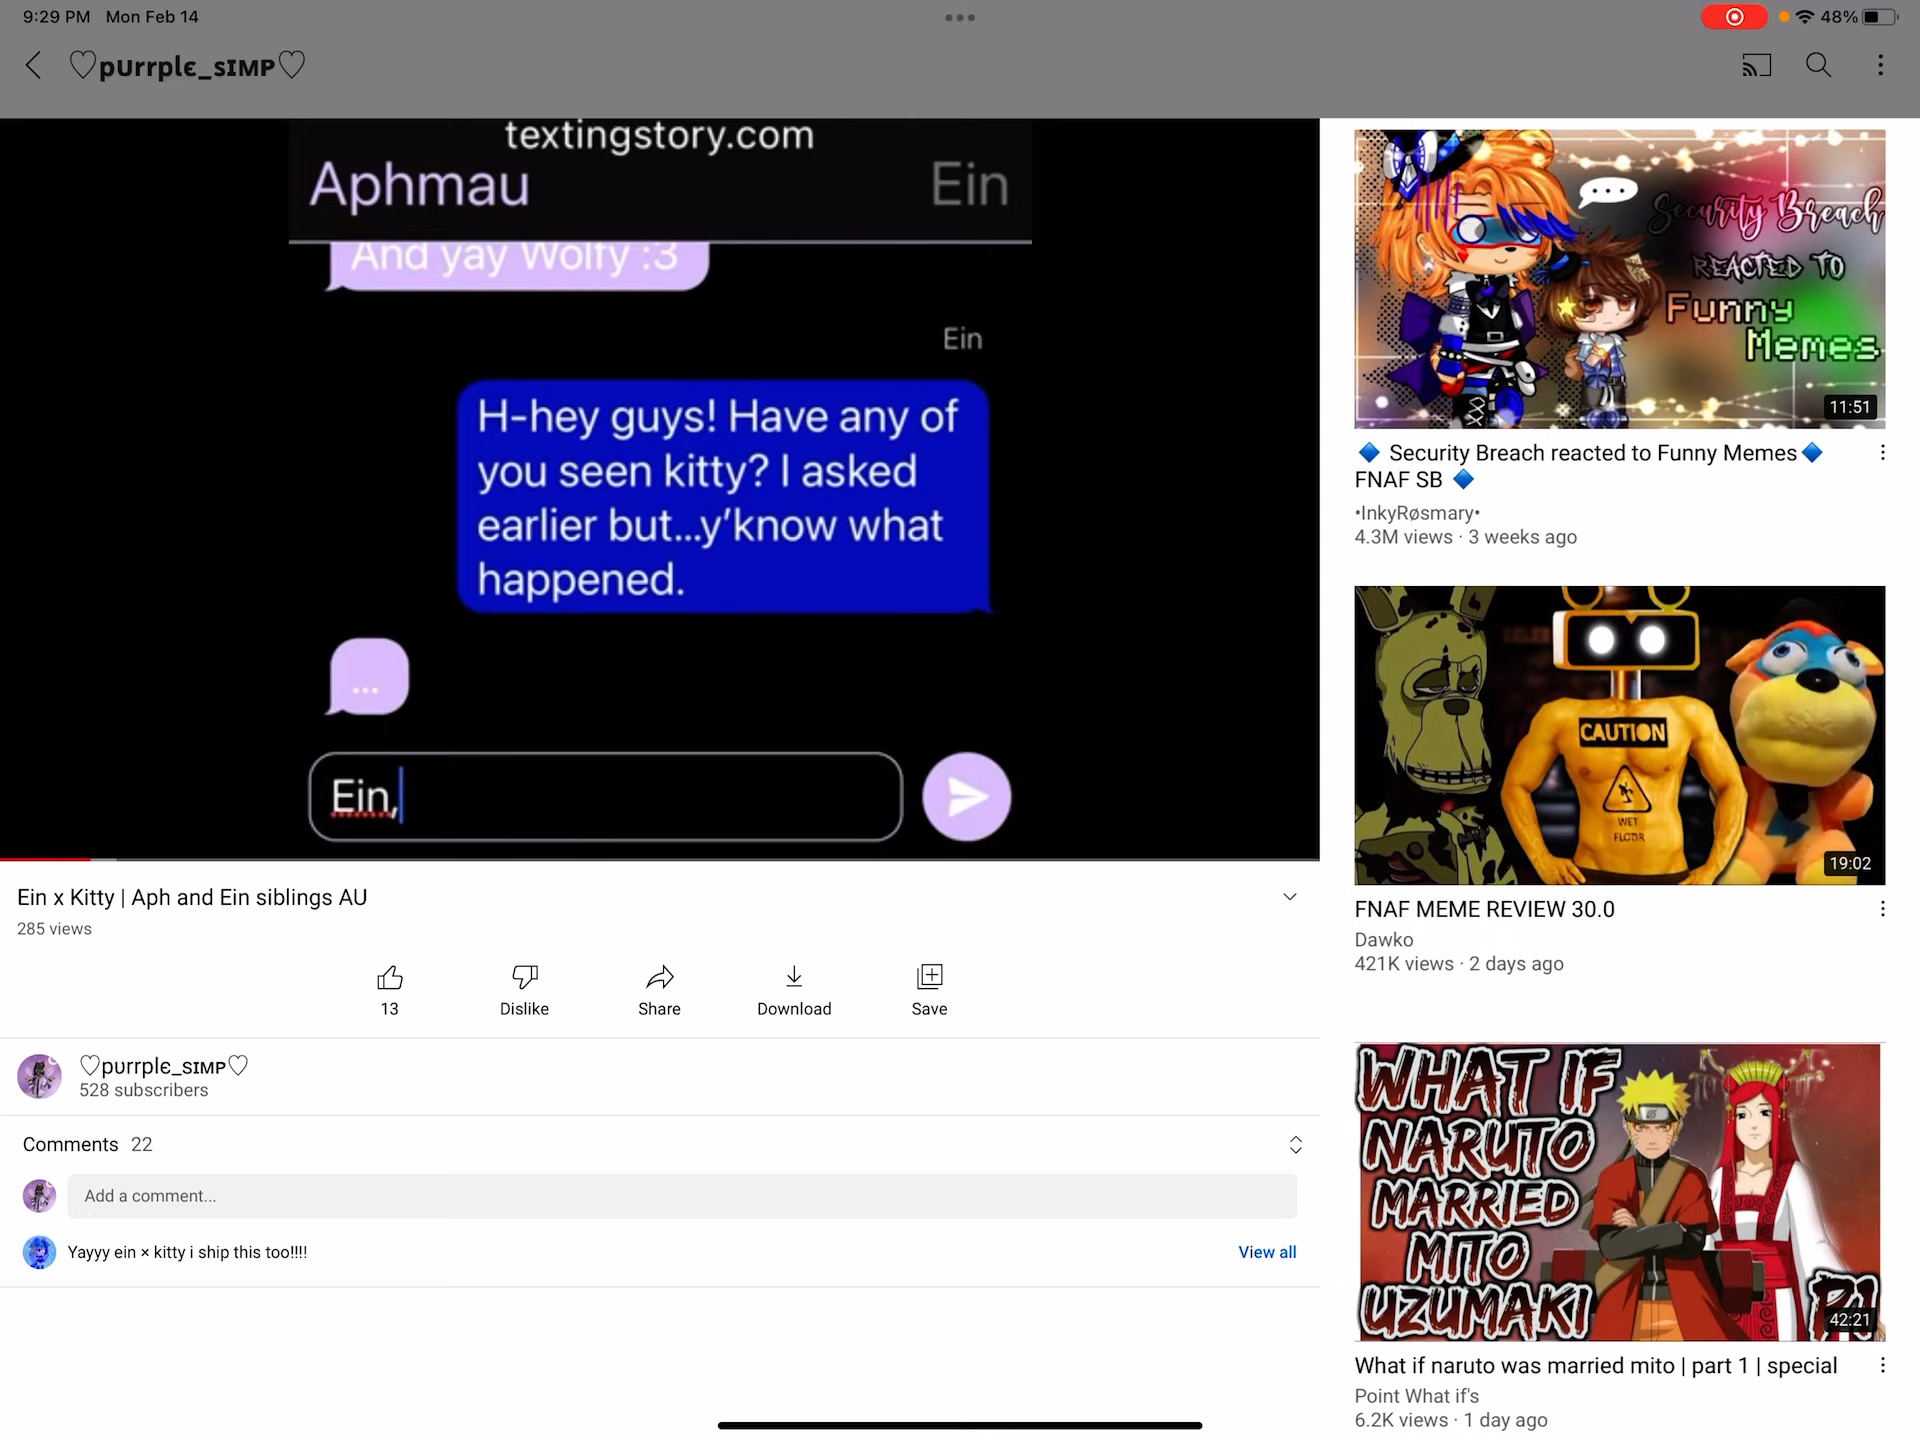 9:29 PM Mon Feb 14
48%
♡pυrrplє_sɪᴍᴘ♡
textingstory.com
Aphmau
Ein
And yay Wolfy :3
Ein
H-hey guys! Have any of
you seen kitty? I asked
earlier but...y'know what
happened.
...
Ein,
Ein x Kitty | Aph and Ein siblings AU
285 views
13
Dislike
Share
Download
Save
♡pυrrplє_sɪᴍᴘ♡
528 subscribers
Comments 22
Add a comment...
Yayyy ein × kitty i ship this too!!!!
View all
Security Breach
REACTED TO
Funny
Memes
11:51
🔷 Security Breach reacted to Funny Memes🔷
FNAF SB 🔷
•InkyRøsmary•
4.3M views · 3 weeks ago
CAUTION
WET
FLOOR
19:02
FNAF MEME REVIEW 30.0
Dawko
421K views · 2 days ago
WHAT IF
NARUTO
MARRIED
MITO
UZUMAKI
P1
42:21
What if naruto was married mito | part 1 | special
Point What if's
6.2K views · 1 day ago